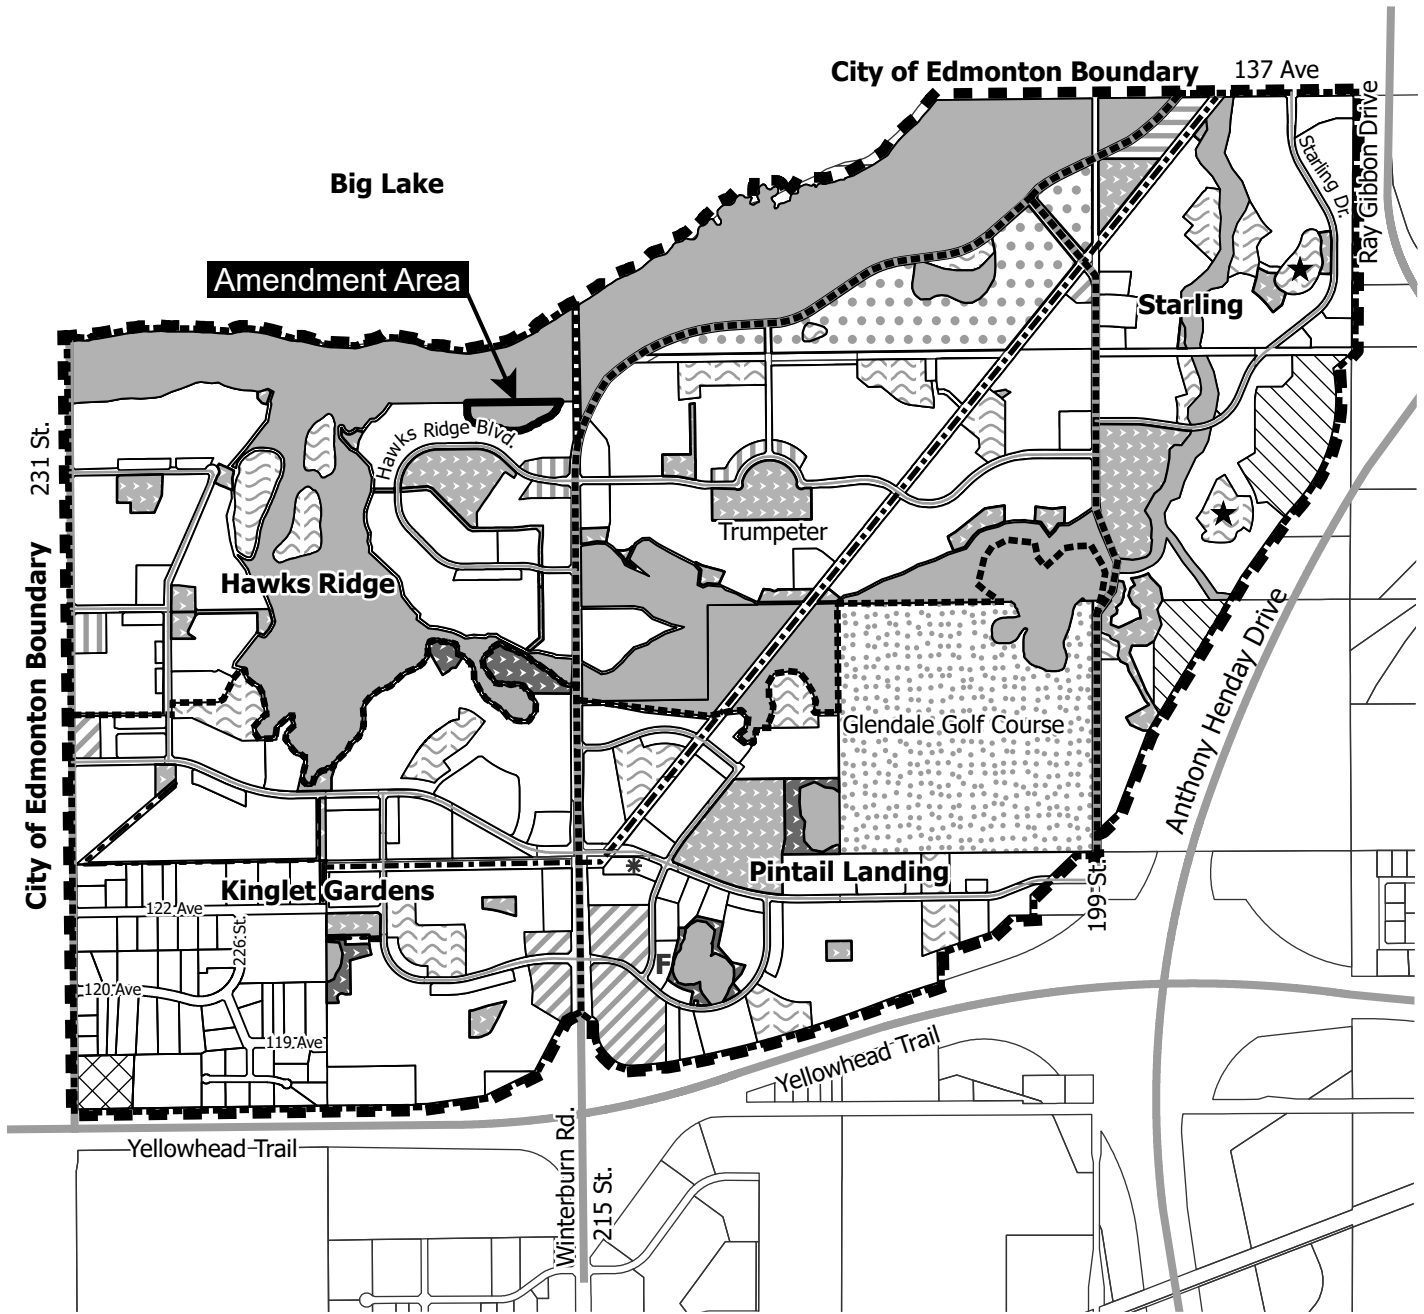 City of Edmonton Boundary
137 Ave
Ray Gibbon Drive
Starling Dr.
Big Lake
Amendment Area
Starling
231 St.
Hawks Ridge Blvd.
Trumpeter
Hawks Ridge
City of Edmonton Boundary
Anthony Henday Drive
Glendale Golf Course
Pintail Landing
Kinglet Gardens
199 St.
122 Ave
226 St.
F
120 Ave
119 Ave
Yellowhead Trail
Yellowhead Trail
Winterburn Rd.
215 St.